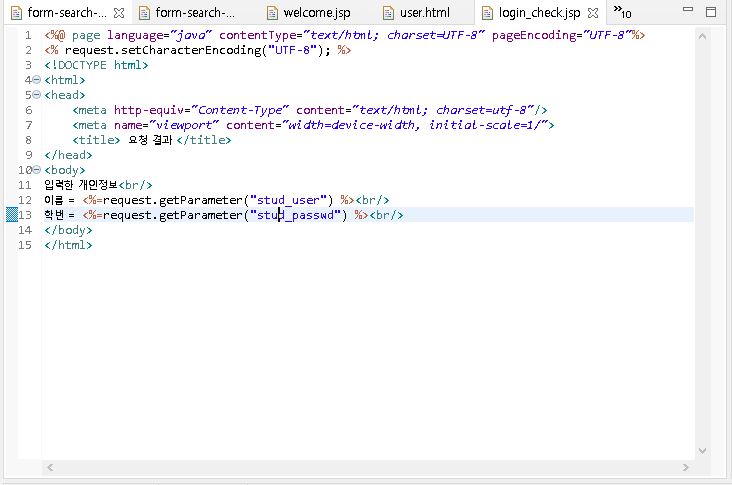 form-search-... form-search-... welcome.jsp user.html login_check.jsp »10
1 <%@ page language="java" contentType="text/html; charset=UTF-8" pageEncoding="UTF-8"%>
2 <% request.setCharacterEncoding("UTF-8"); %>
3 <!DOCTYPE html>
4 <html>
5 <head>
6 <meta http-equiv="Content-Type" content="text/html; charset=utf-8"/>
7 <meta name="viewport" content="width=device-width, initial-scale=1/">
8 <title> 요청 결과 </title>
9 </head>
10 <body>
11 입력한 개인정보<br/>
12 이름 = <%=request.getParameter("stud_user") %><br/>
13 학번 = <%=request.getParameter("stud_passwd") %><br/>
14 </body>
15 </html>